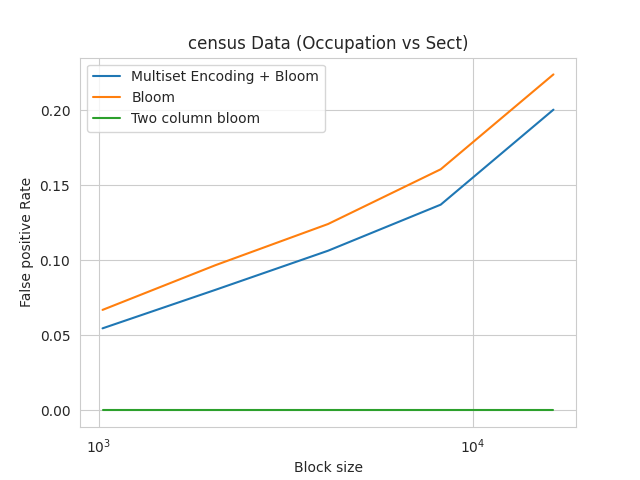 census Data (Occupation vs Sect)
Multiset Encoding + Bloom
Bloom
Two column bloom
False positive Rate
0.20
0.15
0.10
0.05
0.00
10³
10⁴
Block size